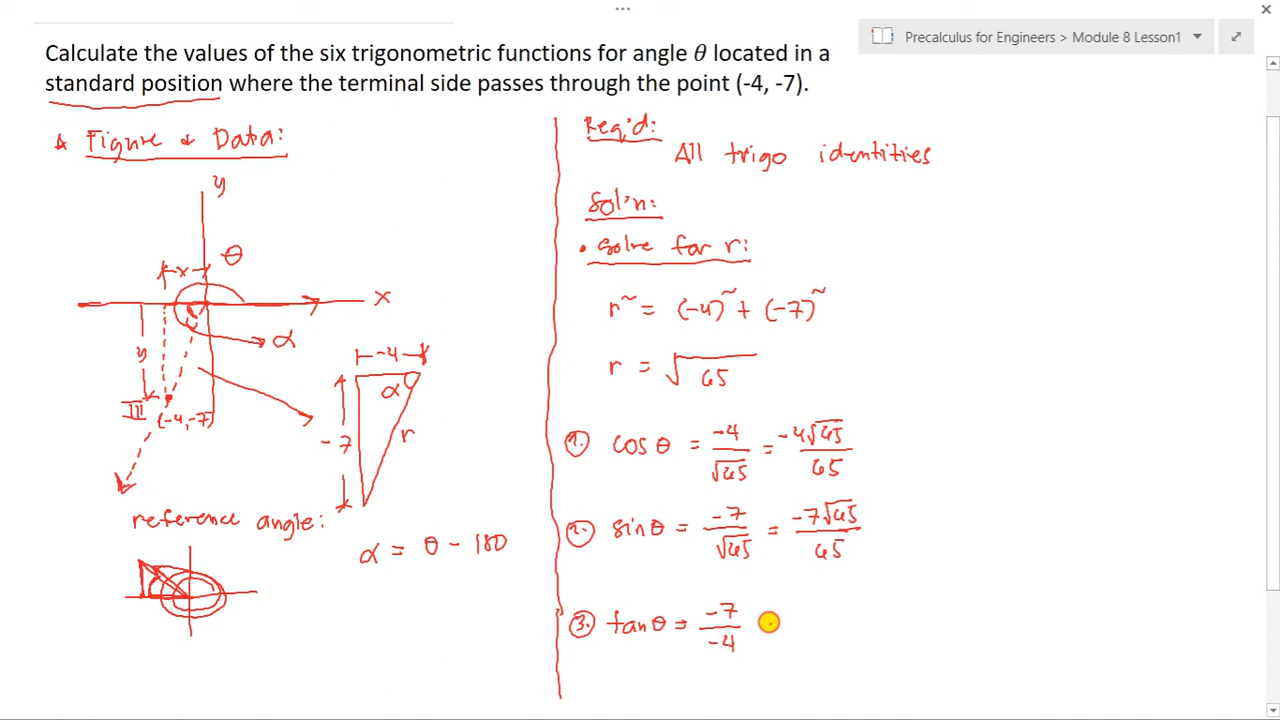 Precalculus for Engineers > Module 8 Lesson1
Calculate the values of the six trigonometric functions for angle θ located in a
standard position where the terminal side passes through the point (-4, -7).
Figure & Data:
y
θ
x
x
α
y
III
(-4,-7)
-4
α
-7
r
reference angle:
α = θ - 180
Req'd:
All trigo identities
Sol'n:
• Solve for r:
r² = (-4)² + (-7)²
r = √65
1. cos θ = -4/√65 = -4√65/65
2. sin θ = -7/√65 = -7√65/65
3. tan θ = -7/-4